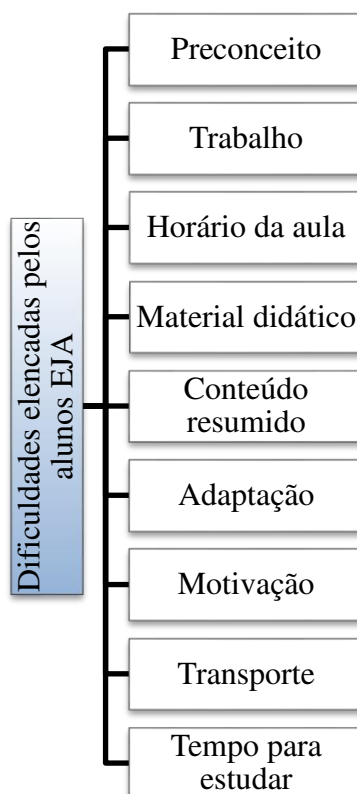 Dificuldades elencadas pelos
alunos EJA
Preconceito
Trabalho
Horário da aula
Material didático
Conteúdo
resumido
Adaptação
Motivação
Transporte
Tempo para
estudar